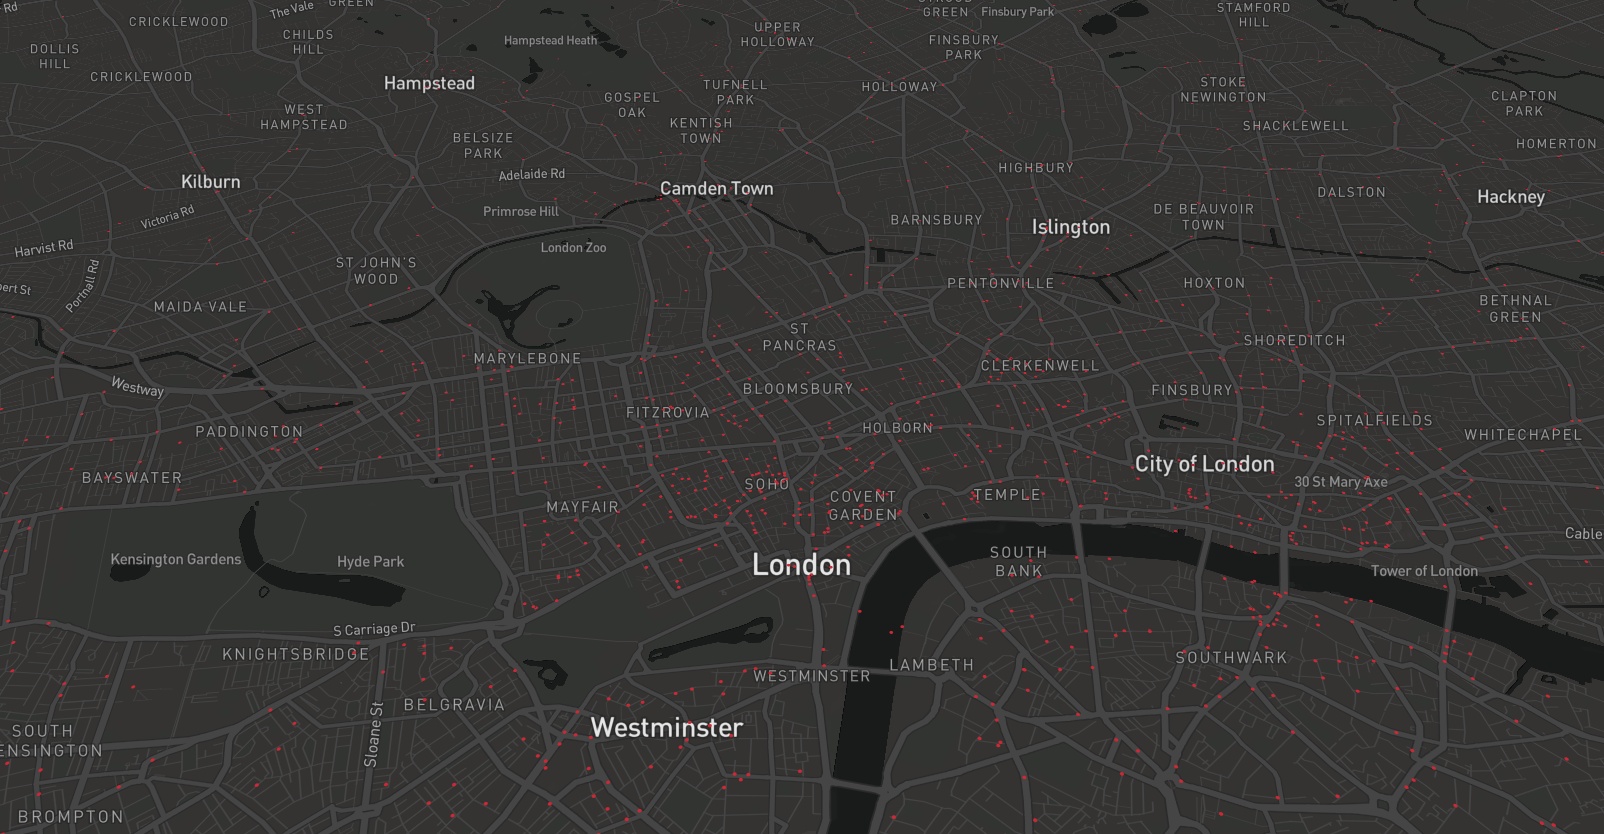 Rd
CRICKLEWOOD
The Vale
GREEN
GREEN
Finsbury Park
STAMFORD
HILL
DOLLIS
HILL
CHILDS
HILL
Hampstead Heath
UPPER
HOLLOWAY
FINSBURY
PARK
CRICKLEWOOD
Hampstead
GOSPEL
OAK
TUFNELL
PARK
HOLLOWAY
STOKE
NEWINGTON
CLAPTON
PARK
WEST
HAMPSTEAD
KENTISH
TOWN
SHACKLEWELL
BELSIZE
PARK
HOMERTON
Kilburn
Adelaide Rd
Camden Town
HIGHBURY
DALSTON
Hackney
Victoria Rd
Primrose Hill
BARNSBURY
Islington
DE BEAUVOIR
TOWN
Harvist Rd
London Zoo
Porthall Rd
ST JOHN'S
WOOD
bert St
PENTONVILLE
HOXTON
MAIDA VALE
BETHNAL
GREEN
ST
PANCRAS
SHOREDITCH
MARYLEBONE
CLERKENWELL
Westway
BLOOMSBURY
FINSBURY
FITZROVIA
SPITALFIELDS
PADDINGTON
HOLBORN
WHITECHAPEL
BAYSWATER
SOHO
City of London
30 St Mary Axe
MAYFAIR
COVENT
GARDEN
TEMPLE
Cable
Kensington Gardens
Hyde Park
London
SOUTH
BANK
Tower of London
S Carriage Dr
KNIGHTSBRIDGE
WESTMINSTER
LAMBETH
SOUTHWARK
BELGRAVIA
Sloane St
Westminster
SOUTH
ENSINGTON
BROMPTON